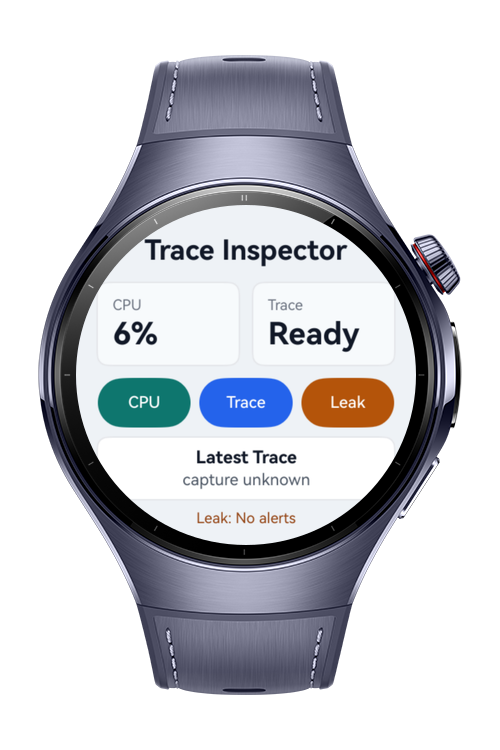 Trace Inspector
CPU
6%
Trace
Ready
CPU
Trace
Leak
Latest Trace
capture unknown
Leak: No alerts